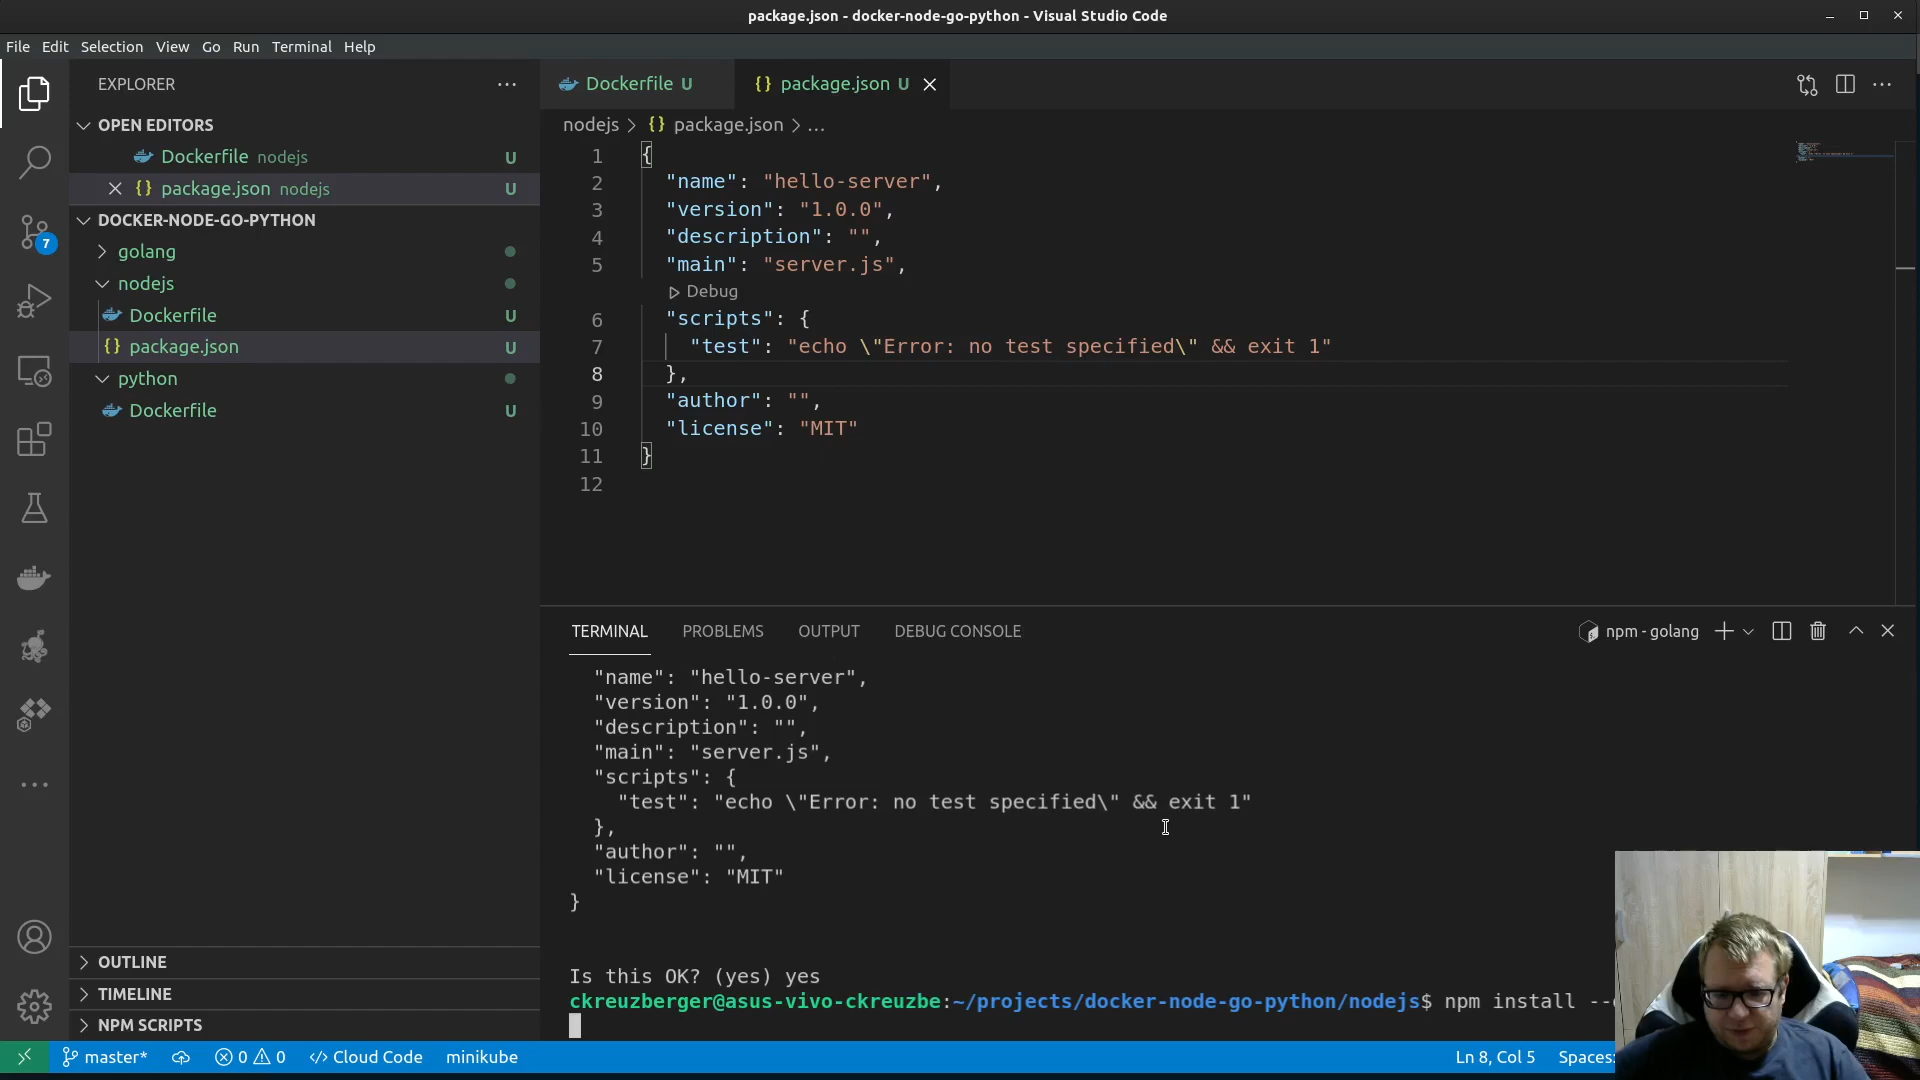 package.json - docker-node-go-python - Visual Studio Code
File Edit Selection View Go Run Terminal Help
EXPLORER
OPEN EDITORS
Dockerfile nodejs U
package.json nodejs U
DOCKER-NODE-GO-PYTHON
golang
nodejs
Dockerfile U
package.json U
python
Dockerfile U
OUTLINE
TIMELINE
NPM SCRIPTS
7
Dockerfile U
{} package.json U
nodejs > {} package.json > ...
1 {
2 "name": "hello-server",
3 "version": "1.0.0",
4 "description": "",
5 "main": "server.js",
Debug
6 "scripts": {
7 "test": "echo \"Error: no test specified\" && exit 1"
8 },
9 "author": "",
10 "license": "MIT"
11 }
12
TERMINAL PROBLEMS OUTPUT DEBUG CONSOLE
npm - golang
"name": "hello-server",
"version": "1.0.0",
"description": "",
"main": "server.js",
"scripts": {
"test": "echo \"Error: no test specified\" && exit 1"
},
"author": "",
"license": "MIT"
}
Is this OK? (yes) yes
ckreuzberger@asus-vivo-ckreuzbe:~/projects/docker-node-go-python/nodejs$ npm install --
master* 0 0 Cloud Code minikube
Ln 8, Col 5 Spaces: